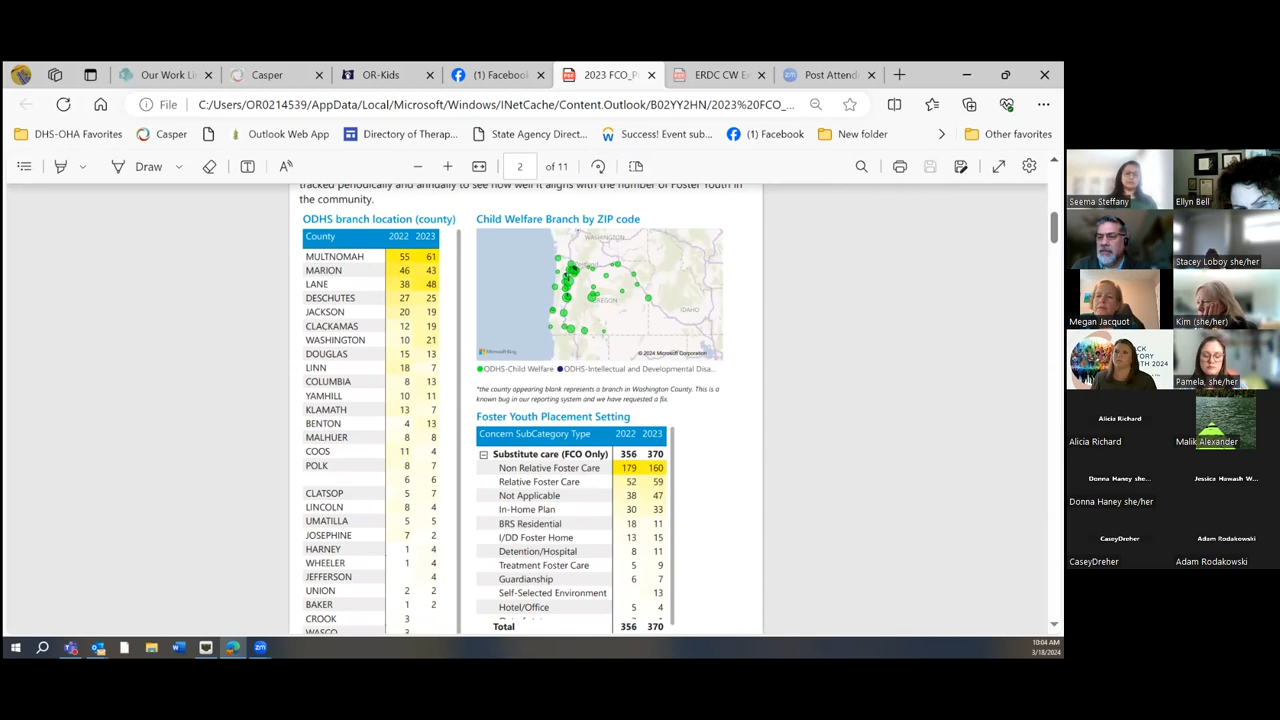 Our Work Li
Casper
OR-Kids
(1) Facebook
2023 FCO_P
ERDC CW E
Post Attend
File
C:/Users/OR0214539/AppData/Local/Microsoft/Windows/INetCache/Content.Outlook/B02YY2HN/2023%20FCO_...
DHS-OHA Favorites
Casper
Outlook Web App
Directory of Therap...
State Agency Direct...
Success! Event sub...
(1) Facebook
New folder
Other favorites
Draw
2
of 11
tracked periodically and annually to see how well it aligns with the number of Foster Youth in
the community.
ODHS branch location (county)
County 2022 2023
MULTNOMAH 55 61
MARION 46 43
LANE 38 48
DESCHUTES 27 25
JACKSON 20 19
CLACKAMAS 12 19
WASHINGTON 10 21
DOUGLAS 15 13
LINN 18 7
COLUMBIA 8 13
YAMHILL 10 11
KLAMATH 13 7
BENTON 4 13
MALHUER 8 8
COOS 11 4
POLK 8 7
6 6
CLATSOP 5 7
LINCOLN 8 4
UMATILLA 5 5
JOSEPHINE 7 2
HARNEY 1 4
WHEELER 1 4
JEFFERSON 4
UNION 2 2
BAKER 1 2
CROOK 3
WASCO 3
Child Welfare Branch by ZIP code
WASHINGTON
Portland
OREGON
IDAHO
Microsoft Bing
© 2024 Microsoft Corporation
ODHS-Child Welfare ODHS-Intellectual and Developmental Disa...
*the county appearing blank represents a branch in Washington County. This is a
known bug in our reporting system and we have requested a fix.
Foster Youth Placement Setting
Concern SubCategory Type 2022 2023
Substitute care (FCO Only) 356 370
Non Relative Foster Care 179 160
Relative Foster Care 52 59
Not Applicable 38 47
In-Home Plan 30 33
BRS Residential 18 11
I/DD Foster Home 13 15
Detention/Hospital 8 11
Treatment Foster Care 5 9
Guardianship 6 7
Self-Selected Environment 13
Hotel/Office 5 4
Total 356 370
10:04 AM
3/18/2024
Seema Steffany
Ellyn Bell
Stacey Loboy she/her
Megan Jacquot
Kim (she/her)
Pamela, she/her
Alicia Richard
Alicia Richard
Malik Alexander
Donna Haney she...
Donna Haney she/her
Jessica Hawash W...
CaseyDreher
CaseyDreher
Adam Rodakowski
Adam Rodakowski